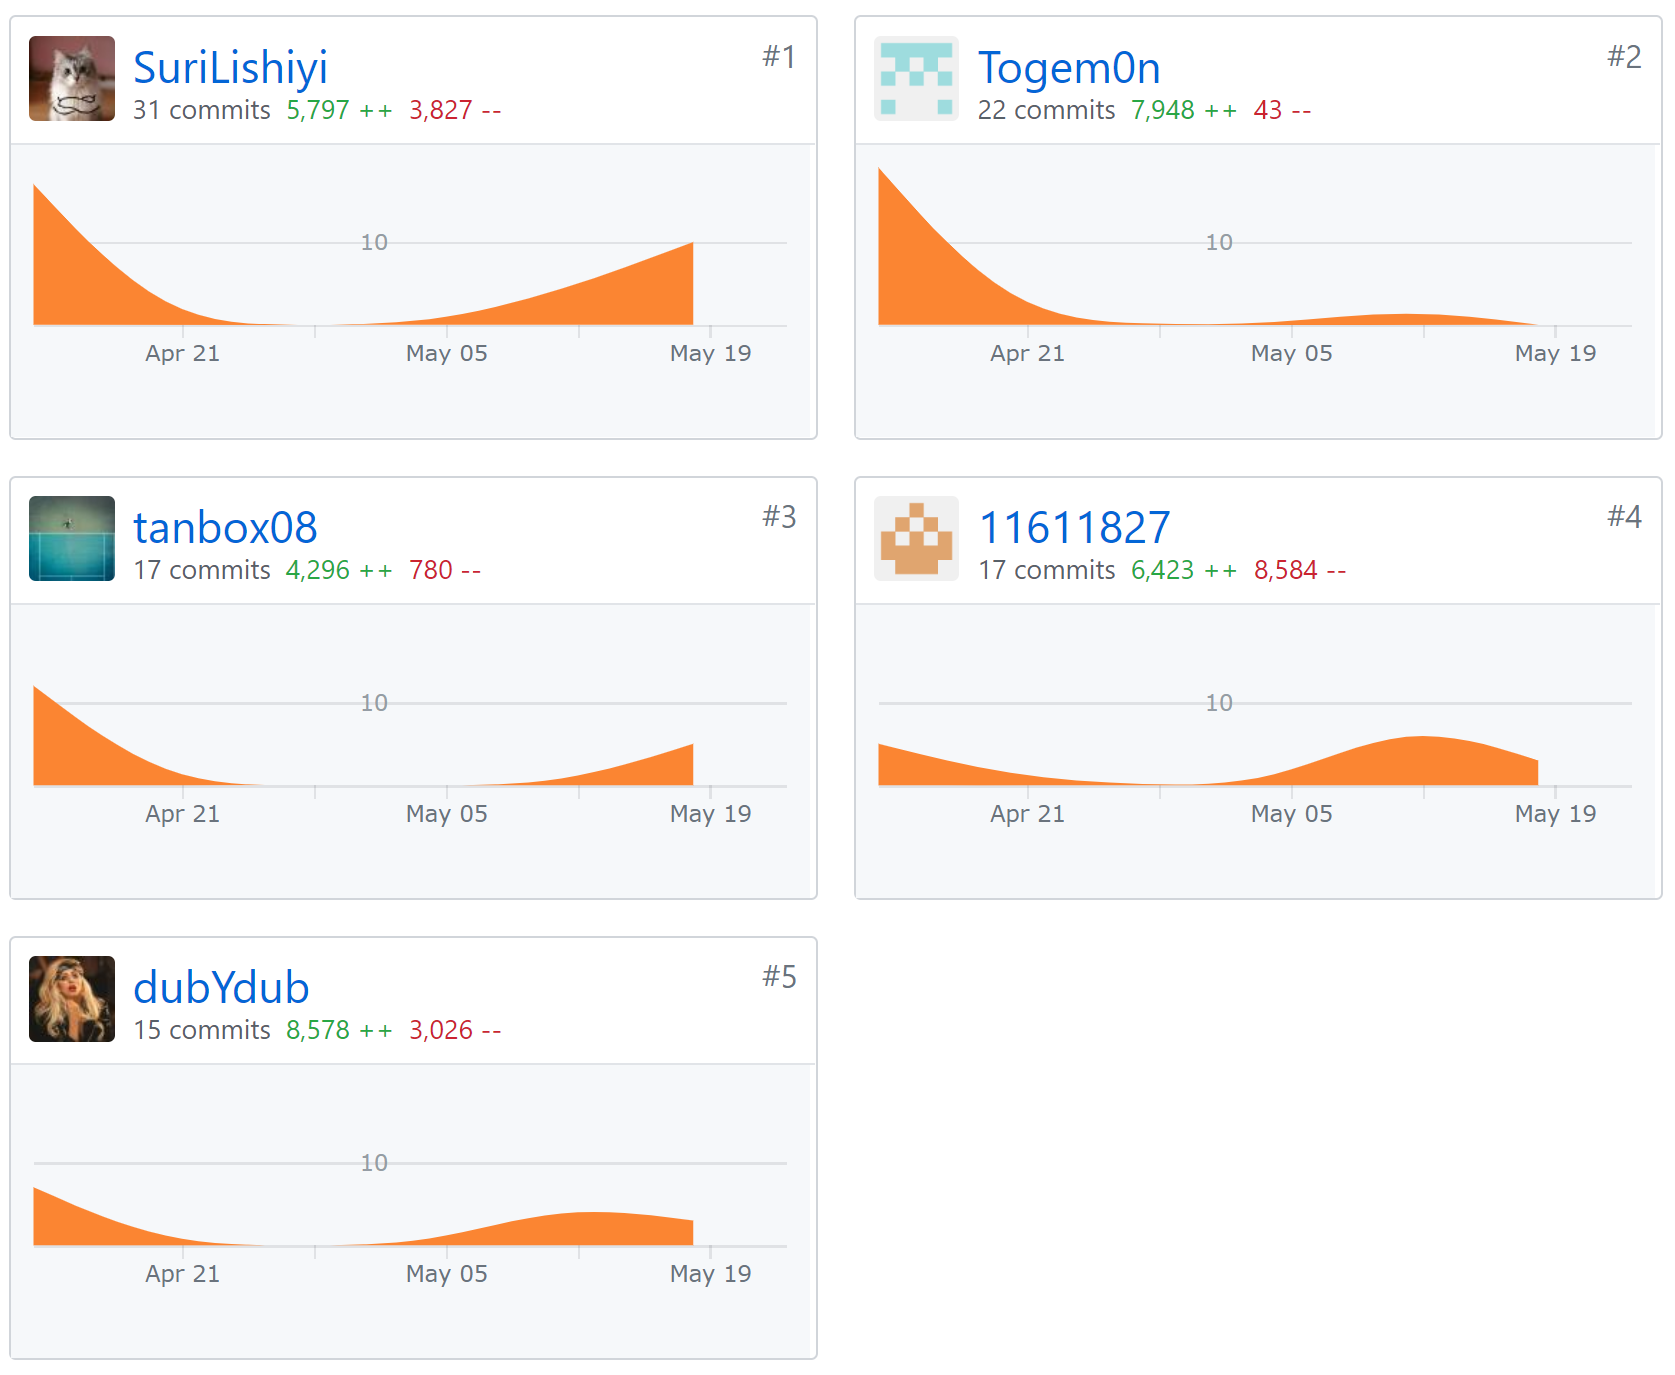 SuriLishiyi
#1
31 commits 5,797 ++ 3,827 --
10
Apr 21 May 05 May 19
Togem0n
#2
22 commits 7,948 ++ 43 --
10
Apr 21 May 05 May 19
tanbox08
#3
17 commits 4,296 ++ 780 --
10
Apr 21 May 05 May 19
11611827
#4
17 commits 6,423 ++ 8,584 --
10
Apr 21 May 05 May 19
dubYdub
#5
15 commits 8,578 ++ 3,026 --
10
Apr 21 May 05 May 19